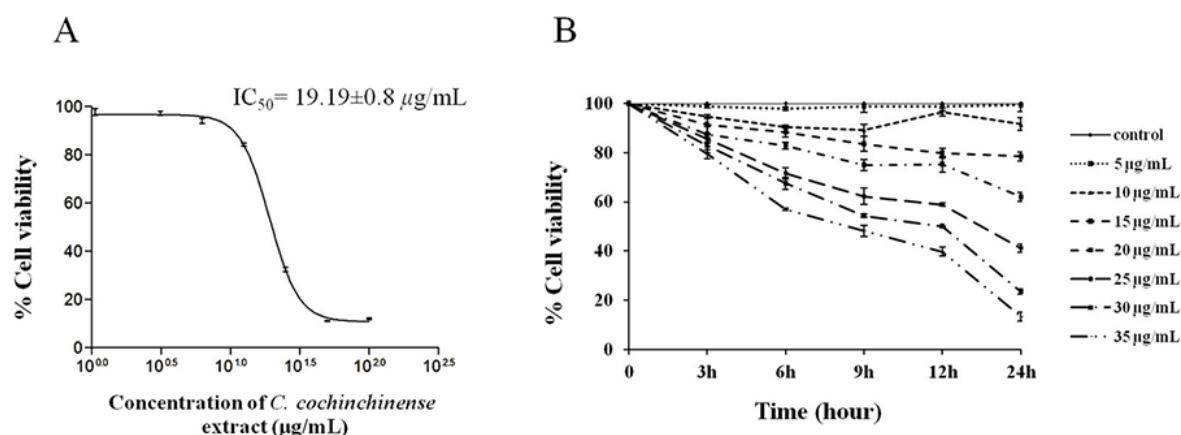 A
IC50= 19.19±0.8 µg/mL
% Cell viability
100
80
60
40
20
0
10^0.0 10^0.5 10^1.0 10^1.5 10^2.0 10^2.5
Concentration of C. cochinchinense
extract (µg/mL)
B
% Cell viability
100
80
60
40
20
0
0 3h 6h 9h 12h 24h
Time (hour)
control
5 µg/mL
10 µg/mL
15 µg/mL
20 µg/mL
25 µg/mL
30 µg/mL
35 µg/mL